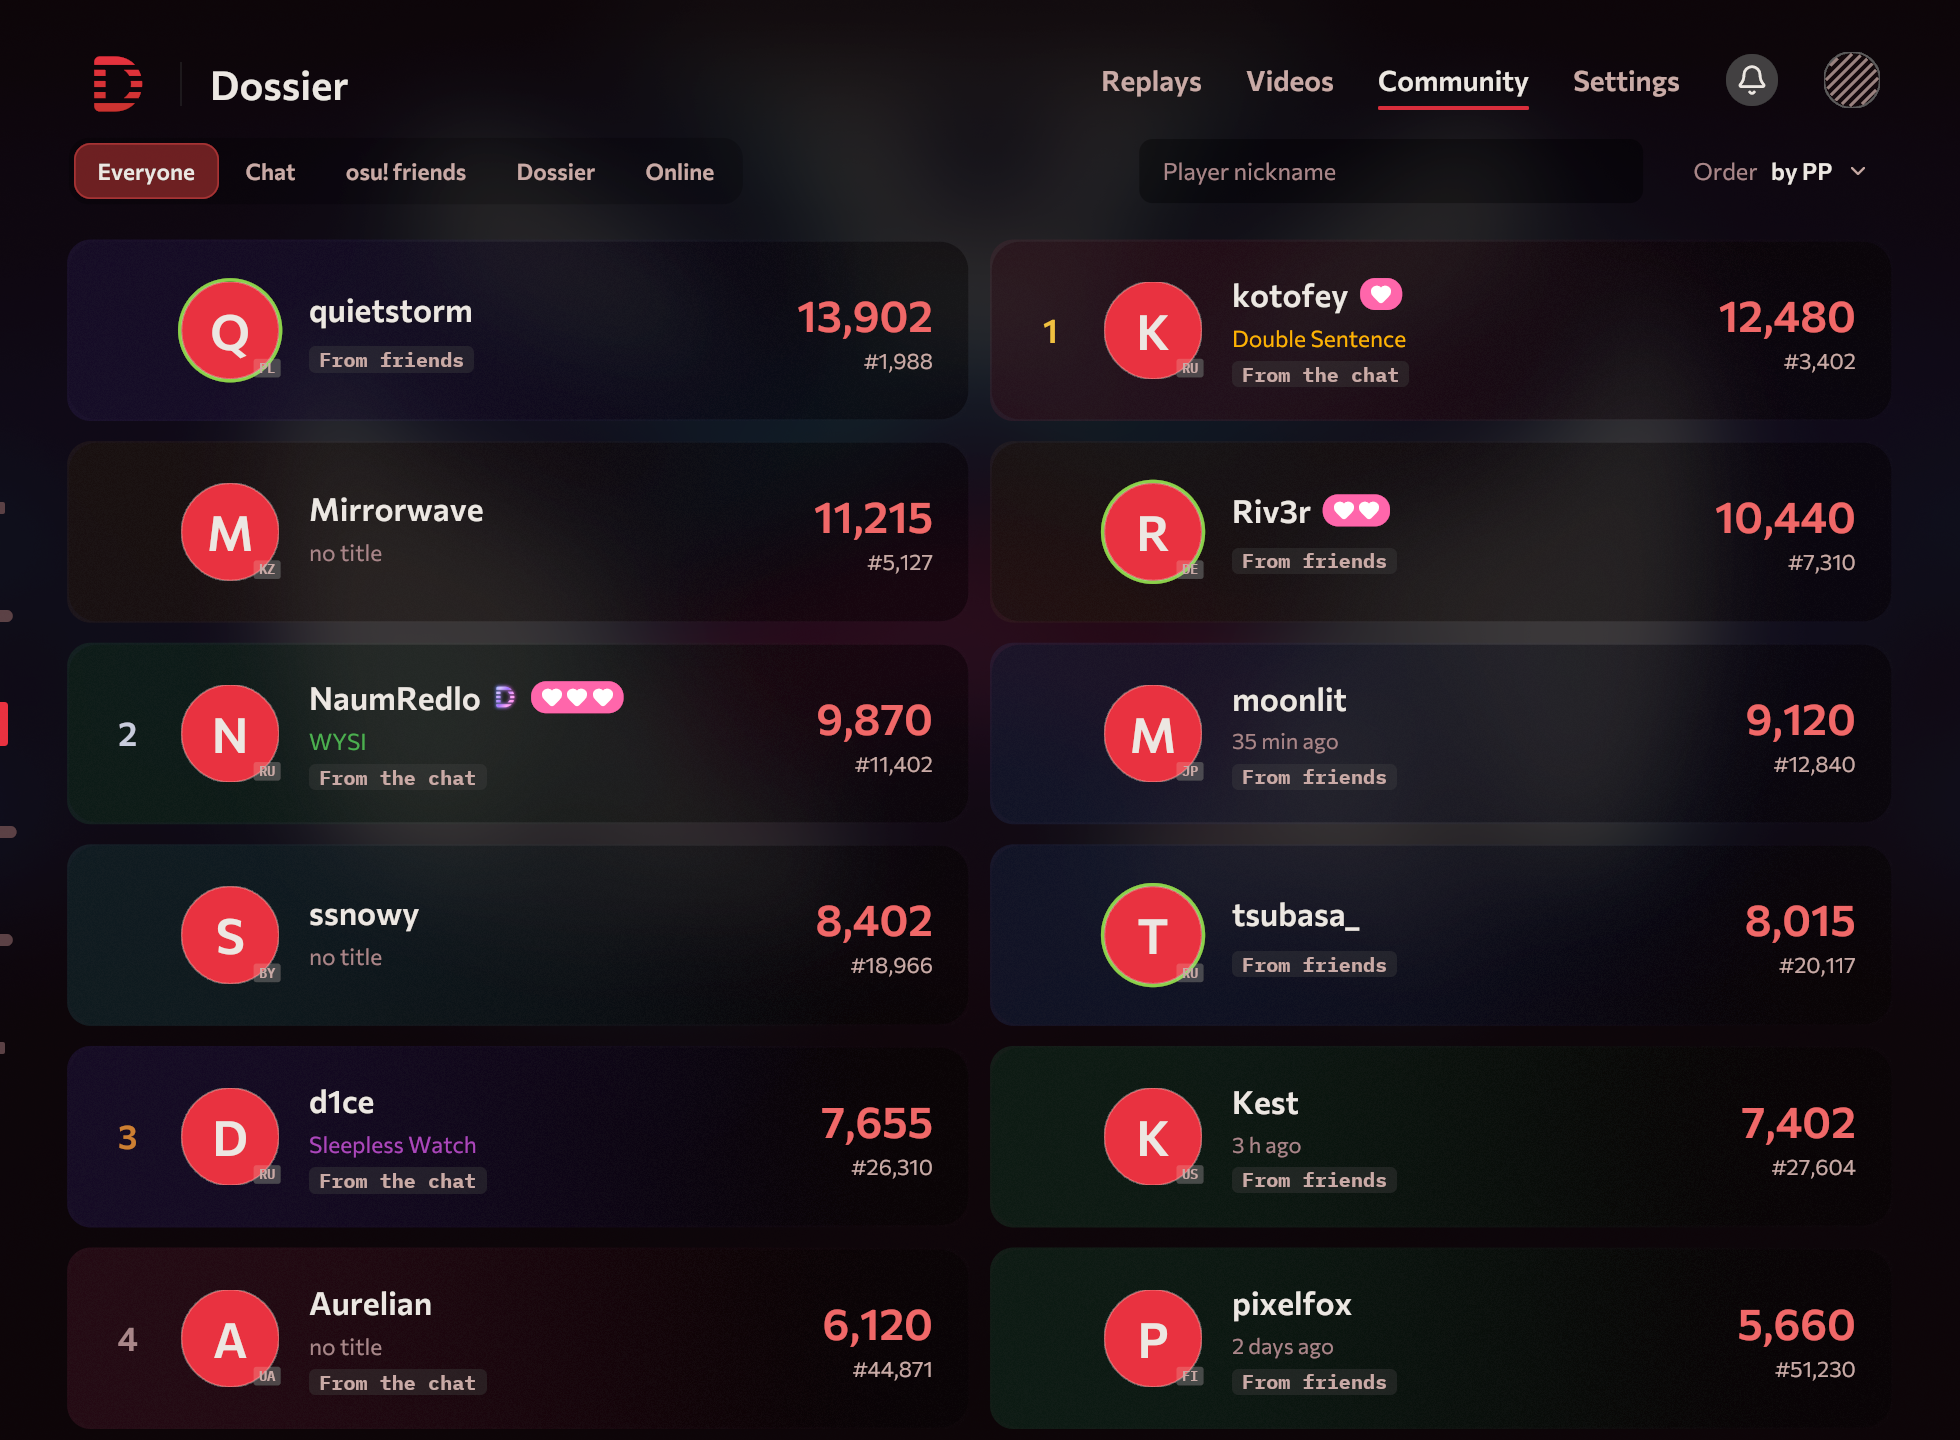 Dossier
Replays Videos Community Settings
Everyone Chat osu! friends Dossier Online
Player nickname
Order by PP
Q
PL
quietstorm
From friends
13,902
#1,988
1
K
RU
kotofey
Double Sentence
From the chat
12,480
#3,402
M
KZ
Mirrorwave
no title
11,215
#5,127
R
DE
Riv3r
From friends
10,440
#7,310
2
N
RU
NaumRedlo
WYSI
From the chat
9,870
#11,402
M
JP
moonlit
35 min ago
From friends
9,120
#12,840
S
BY
ssnowy
no title
8,402
#18,966
T
RU
tsubasa_
From friends
8,015
#20,117
3
D
RU
d1ce
Sleepless Watch
From the chat
7,655
#26,310
K
US
Kest
3 h ago
From friends
7,402
#27,604
4
A
UA
Aurelian
no title
From the chat
6,120
#44,871
P
FI
pixelfox
2 days ago
From friends
5,660
#51,230